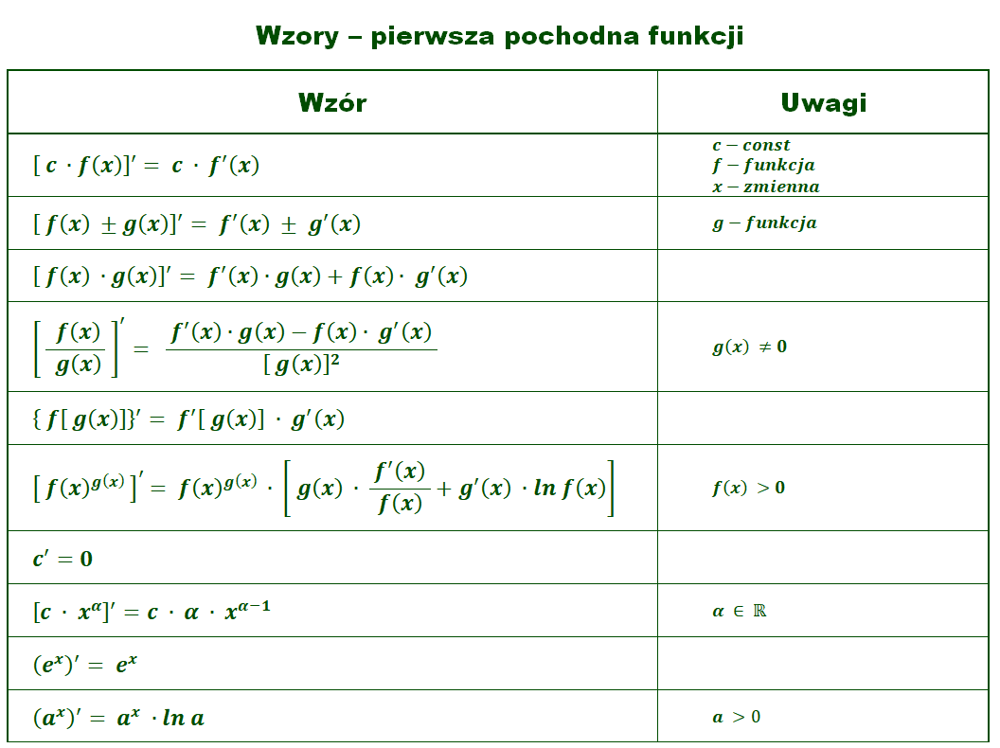 Wzory – pierwsza pochodna funkcji
Wzór Uwagi
[ c · f(x)]′ = c · f′(x)
c – const
f – funkcja
x – zmienna
[ f(x) ± g(x)]′ = f′(x) ± g′(x) g – funkcja
[ f(x) · g(x)]′ = f′(x) · g(x) + f(x) · g′(x)
[ f(x) / g(x) ]′ = f′(x) · g(x) – f(x) · g′(x) / [ g(x)]² g(x) ≠ 0
{ f[ g(x)]}′ = f′[ g(x)] · g′(x)
[ f(x)^g(x) ]′ = f(x)^g(x) · [ g(x) · f′(x) / f(x) + g′(x) · ln f(x) ] f(x) > 0
c′ = 0
[c · x^α]′ = c · α · x^(α–1) α ∈ ℝ
(e^x)′ = e^x
(a^x)′ = a^x · ln a a > 0